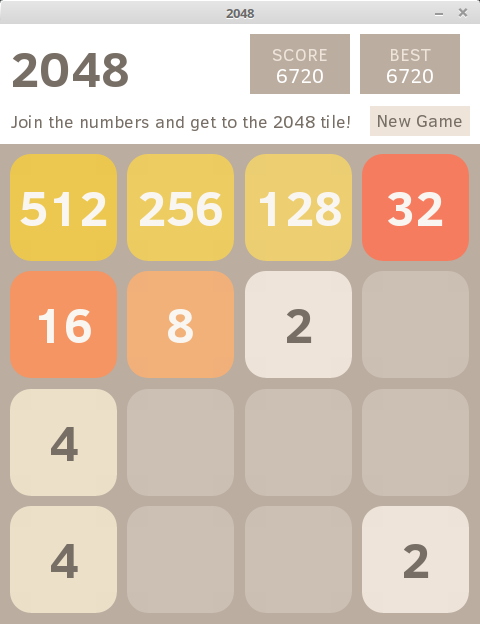 2048
2048
SCORE BEST
6720 6720
Join the numbers and get to the 2048 tile! New Game
512 256 128 32
16 8 2
4
4 2